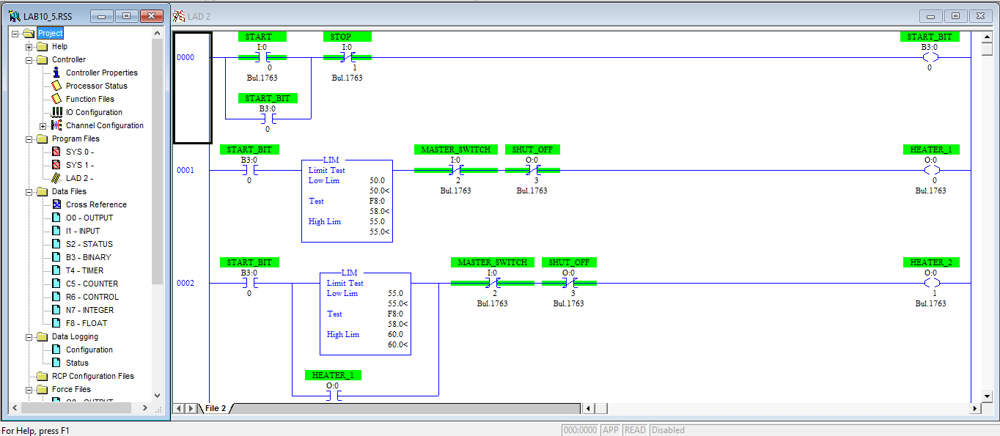 LAB10_5.RSS
Project
Help
Controller
Controller Properties
Processor Status
Function Files
IO Configuration
Channel Configuration
Program Files
SYS 0 -
SYS 1 -
LAD 2 -
Data Files
Cross Reference
O0 - OUTPUT
I1 - INPUT
S2 - STATUS
B3 - BINARY
T4 - TIMER
C5 - COUNTER
R6 - CONTROL
N7 - INTEGER
F8 - FLOAT
Data Logging
Configuration
Status
RCP Configuration Files
Force Files
O0 - OUTPUT
LAD 2
START STOP START_BIT
I:0 I:0 B3:0
0000
0 1 0
Bul.1763 Bul.1763
START_BIT
B3:0
0
START_BIT MASTER_SWITCH SHUT_OFF HEATER_1
B3:0 LIM I:0 O:0 O:0
0001 Limit Test
0 Low Lim 50.0 2 3 0
50.0< Bul.1763 Bul.1763 Bul.1763
Test F8:0
58.0<
High Lim 55.0
55.0<
START_BIT MASTER_SWITCH SHUT_OFF HEATER_2
B3:0 LIM I:0 O:0 O:0
0002 Limit Test
0 Low Lim 55.0 2 3 1
55.0< Bul.1763 Bul.1763 Bul.1763
Test F8:0
58.0<
High Lim 60.0
60.0<
HEATER_1
O:0
File 2
For Help, press F1
000:0000 APP READ Disabled